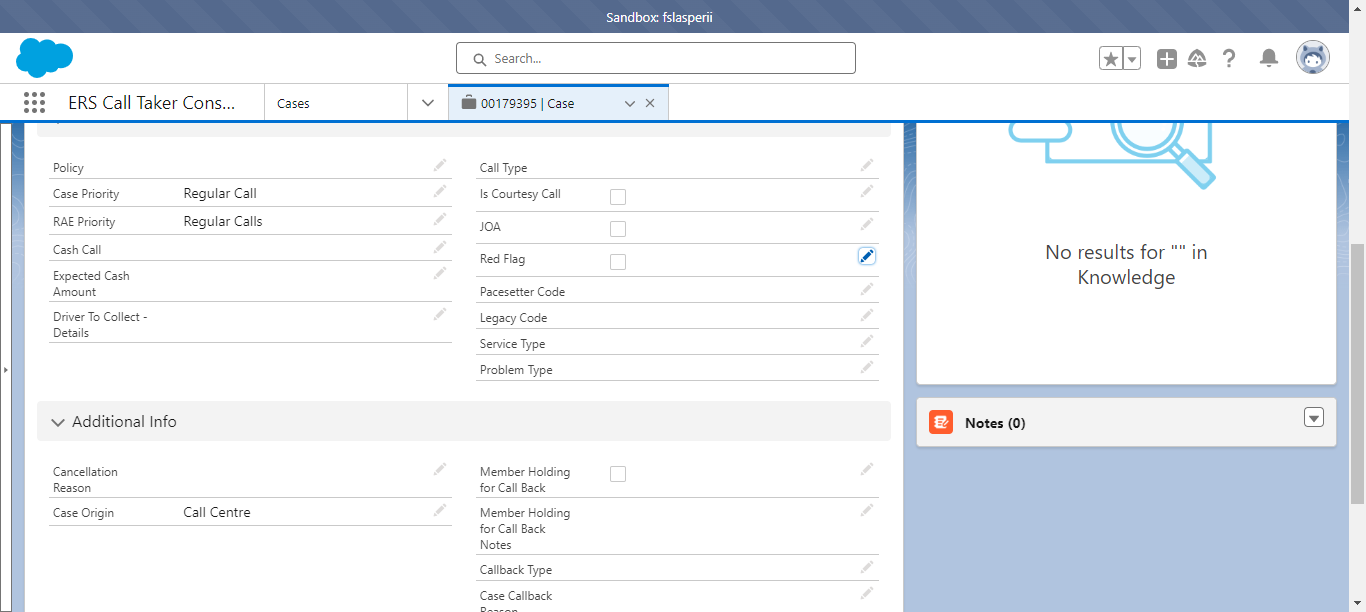 Sandbox: fslasperii
Search...
ERS Call Taker Cons...
Cases
00179395 | Case
Policy
Case Priority Regular Call
RAE Priority Regular Calls
Cash Call
Expected Cash
Amount
Driver To Collect -
Details
Call Type
Is Courtesy Call
JOA
Red Flag
Pacesetter Code
Legacy Code
Service Type
Problem Type
Additional Info
Cancellation
Reason
Case Origin Call Centre
Member Holding
for Call Back
Member Holding
for Call Back
Notes
Callback Type
Case Callback
Reason
No results for "" in
Knowledge
Notes (0)